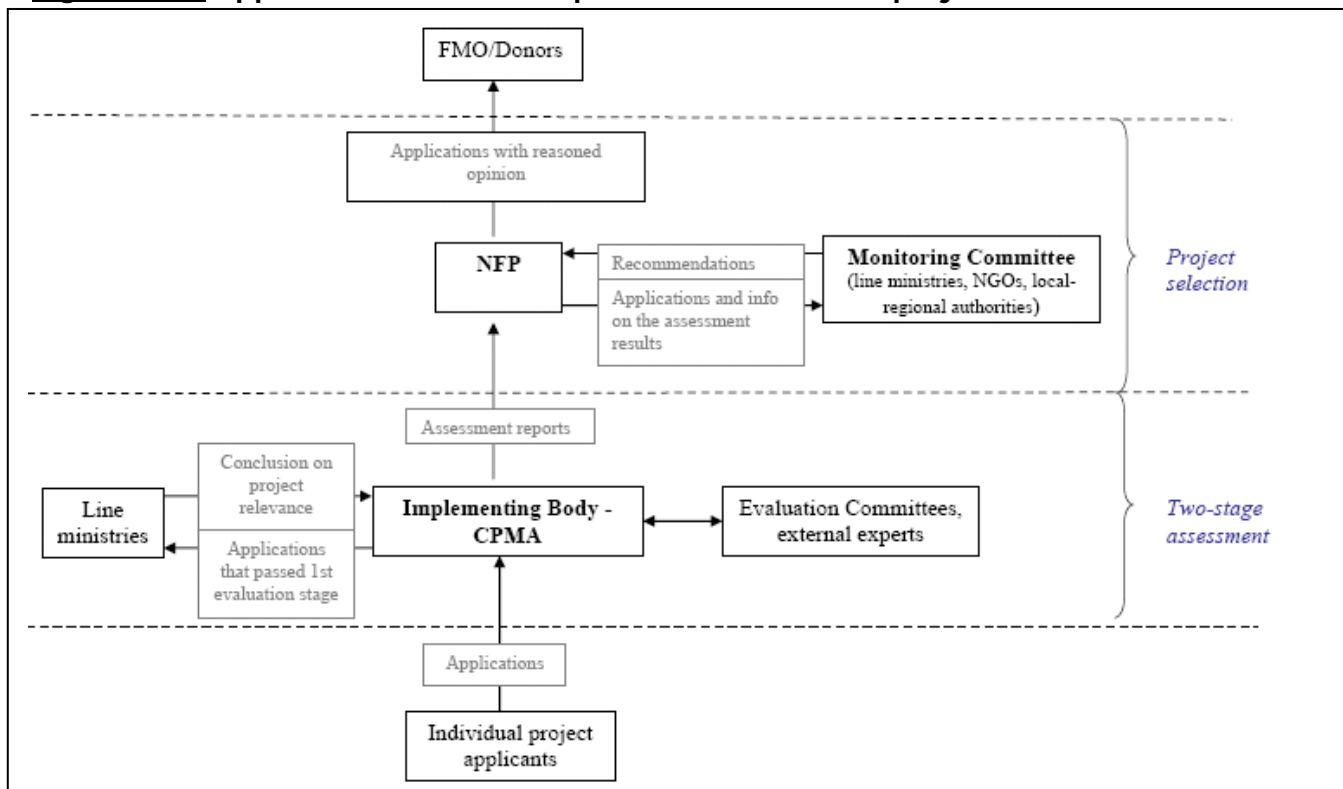 FMO/Donors
Applications with reasoned
opinion
NFP
Recommendations
Applications and info
on the assessment
results
Monitoring Committee
(line ministries, NGOs, local-
regional authorities)
Project
selection
Assessment reports
Line
ministries
Conclusion on
project
relevance
Applications
that passed 1st
evaluation stage
Implementing Body -
CPMA
Evaluation Committees,
external experts
Two-stage
assessment
Applications
Individual project
applicants